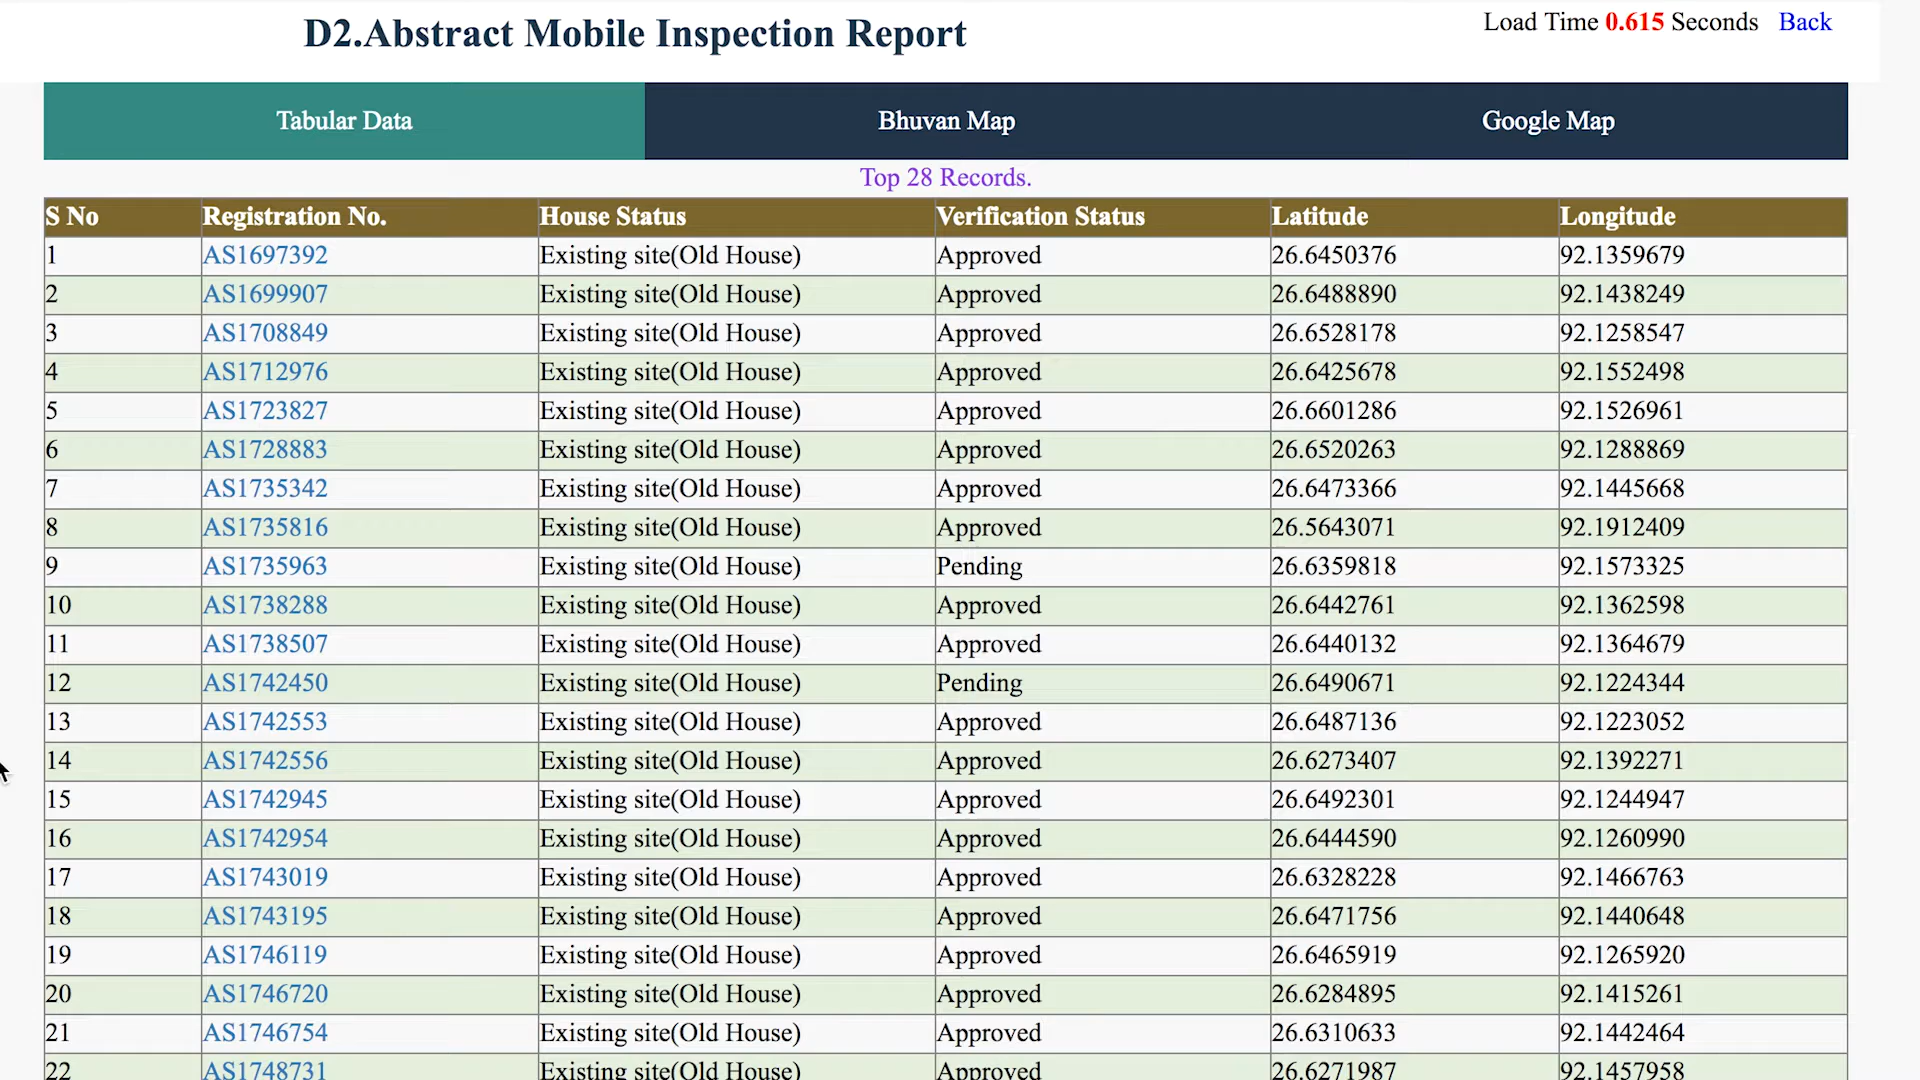 D2.Abstract Mobile Inspection Report
Load Time 0.615 Seconds Back
Tabular Data Bhuvan Map Google Map
Top 28 Records.
S No Registration No. House Status Verification Status Latitude Longitude
1 AS1697392 Existing site(Old House) Approved 26.6450376 92.1359679
2 AS1699907 Existing site(Old House) Approved 26.6488890 92.1438249
3 AS1708849 Existing site(Old House) Approved 26.6528178 92.1258547
4 AS1712976 Existing site(Old House) Approved 26.6425678 92.1552498
5 AS1723827 Existing site(Old House) Approved 26.6601286 92.1526961
6 AS1728883 Existing site(Old House) Approved 26.6520263 92.1288869
7 AS1735342 Existing site(Old House) Approved 26.6473366 92.1445668
8 AS1735816 Existing site(Old House) Approved 26.5643071 92.1912409
9 AS1735963 Existing site(Old House) Pending 26.6359818 92.1573325
10 AS1738288 Existing site(Old House) Approved 26.6442761 92.1362598
11 AS1738507 Existing site(Old House) Approved 26.6440132 92.1364679
12 AS1742450 Existing site(Old House) Pending 26.6490671 92.1224344
13 AS1742553 Existing site(Old House) Approved 26.6487136 92.1223052
14 AS1742556 Existing site(Old House) Approved 26.6273407 92.1392271
15 AS1742945 Existing site(Old House) Approved 26.6492301 92.1244947
16 AS1742954 Existing site(Old House) Approved 26.6444590 92.1260990
17 AS1743019 Existing site(Old House) Approved 26.6328228 92.1466763
18 AS1743195 Existing site(Old House) Approved 26.6471756 92.1440648
19 AS1746119 Existing site(Old House) Approved 26.6465919 92.1265920
20 AS1746720 Existing site(Old House) Approved 26.6284895 92.1415261
21 AS1746754 Existing site(Old House) Approved 26.6310633 92.1442464
22 AS1748731 Existing site(Old House) Approved 26.6271987 92.1457958